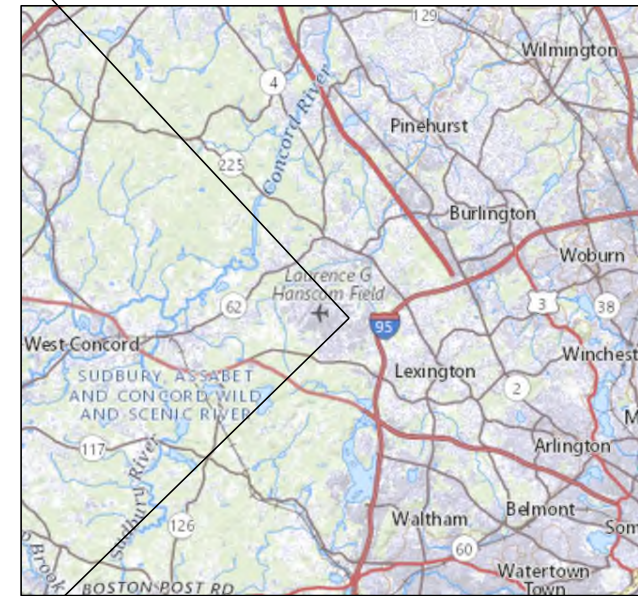 129
Wilmington
4
Concord River
Pinehurst
225
Burlington
Woburn
Laurence G
Hanscom Field
62
3
38
95
West Concord
Winchest
Lexington
SUDBURY, ASSABET
AND CONCORD WILD
AND SCENIC RIVER
2
M
117
Arlington
Sudbury River
126
Waltham
Belmont
Som
60
Brook
BOSTON POST RD
Watertown
Town